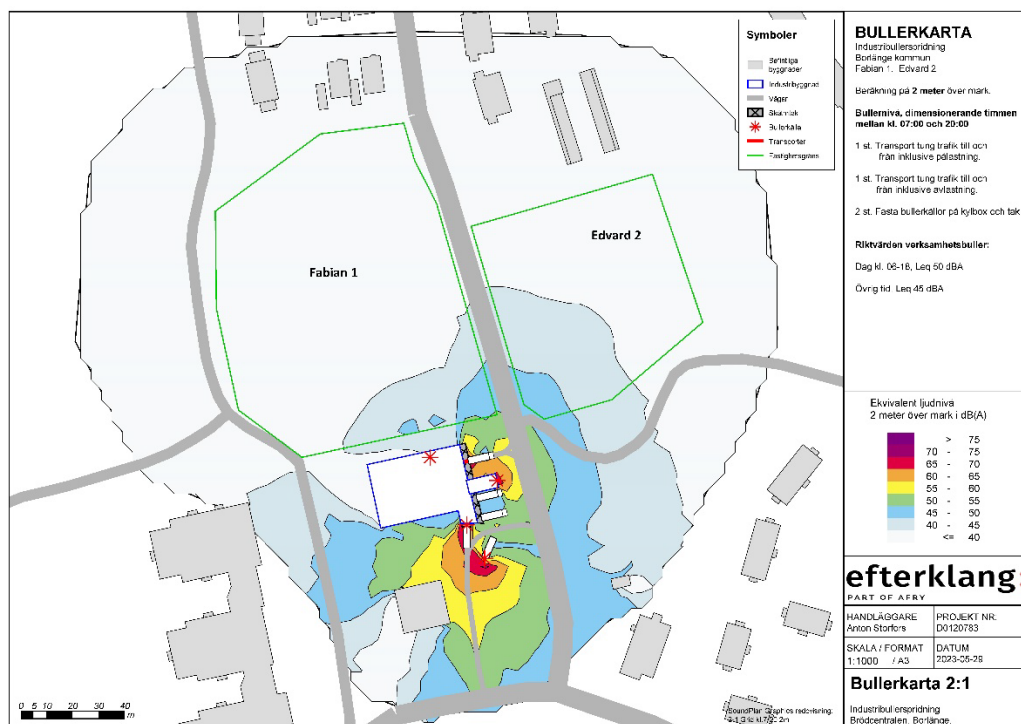 Symboler
Befintliga
byggnader
Industribyggnad
Vägar
Skärmtak
Bullerkälla
Transporter
Fastighetsgräns
Fabian 1
Edvard 2
0 5 10 20 30 40
m
BULLERKARTA
Industribullerspridning
Borlänge kommun
Fabian 1. Edvard 2
Beräkning på 2 meter över mark.
Bullernivå, dimensionerande timmen
mellan kl. 07:00 och 20:00
1 st. Transport tung trafik till och
från inklusive pålastning.
1 st. Transport tung trafik till och
från inklusive avlastning.
2 st. Fasta bullerkällor på kylbox och tak
Riktvärden verksamhetsbuller:
Dag kl. 06-18, Leq 50 dBA
Övrig tid Leq 45 dBA
Ekvivalent ljudnivå
2 meter över mark i dB(A)
> 75
70 - 75
65 - 70
60 - 65
55 - 60
50 - 55
45 - 50
40 - 45
<= 40
efterklang:
PART OF AFRY
HANDLÄGGARE
Anton Storfors
PROJEKT NR.
D0120783
SKALA / FORMAT
1:1000 / A3
DATUM
2023-05-29
Bullerkarta 2:1
Industribullerspridning
Brödcentralen, Borlänge.
SoundPlan Graphics redovisning: